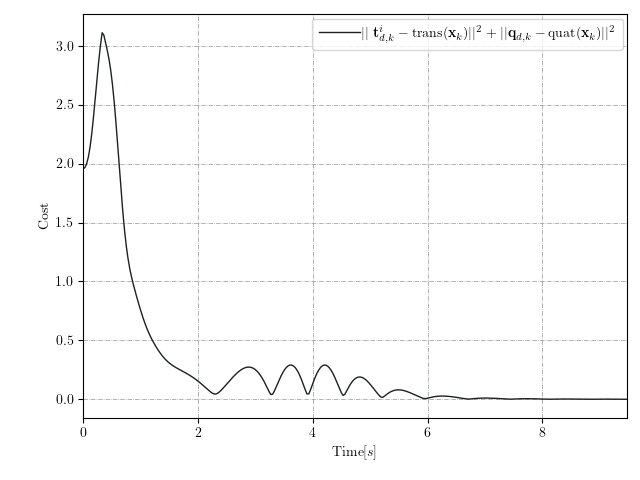 || t^i_{d,k} − trans(x_k)||^2 + ||q_{d,k} − quat(x_k)||^2
3.0
2.5
2.0
1.5
1.0
0.5
0.0
Cost
0 2 4 6 8
Time[s]